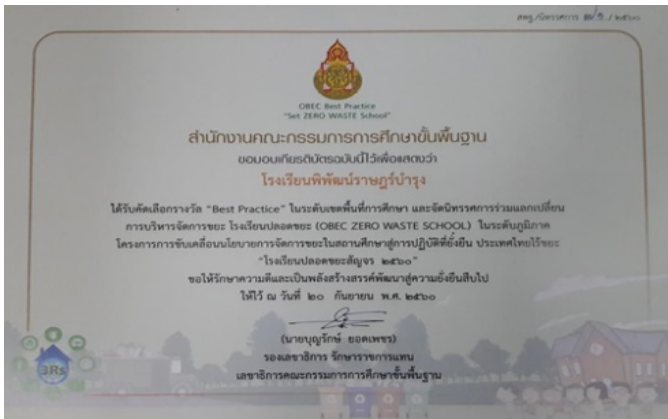 สพฐ./นิทรรศการ ๗๑ / ๒๕๖๐
OBEC Best Practice
"Set ZERO WASTE School"
สำนักงานคณะกรรมการการศึกษาขั้นพื้นฐาน
ขอมอบเกียรติบัตรฉบับนี้ไว้เพื่อแสดงว่า
โรงเรียนพิพัฒน์ราษฎร์บำรุง
ได้รับคัดเลือกรางวัล "Best Practice" ในระดับเขตพื้นที่การศึกษา และจัดนิทรรศการร่วมแลกเปลี่ยน
การบริหารจัดการขยะ โรงเรียนปลอดขยะ (OBEC ZERO WASTE SCHOOL) ในระดับภูมิภาค
โครงการการขับเคลื่อนนโยบายการจัดการขยะในสถานศึกษาสู่การปฏิบัติที่ยั่งยืน ประเทศไทยไร้ขยะ
"โรงเรียนปลอดขยะสัญจร ๒๕๖๐"
ขอให้รักษาความดีและเป็นพลังสร้างสรรค์พัฒนาสู่ความยั่งยืนสืบไป
ให้ไว้ ณ วันที่ ๒๐ กันยายน พ.ศ. ๒๕๖๐
(นายบุญรักษ์ ยอดเพชร)
รองเลขาธิการ รักษาราชการแทน
เลขาธิการคณะกรรมการการศึกษาขั้นพื้นฐาน
3Rs